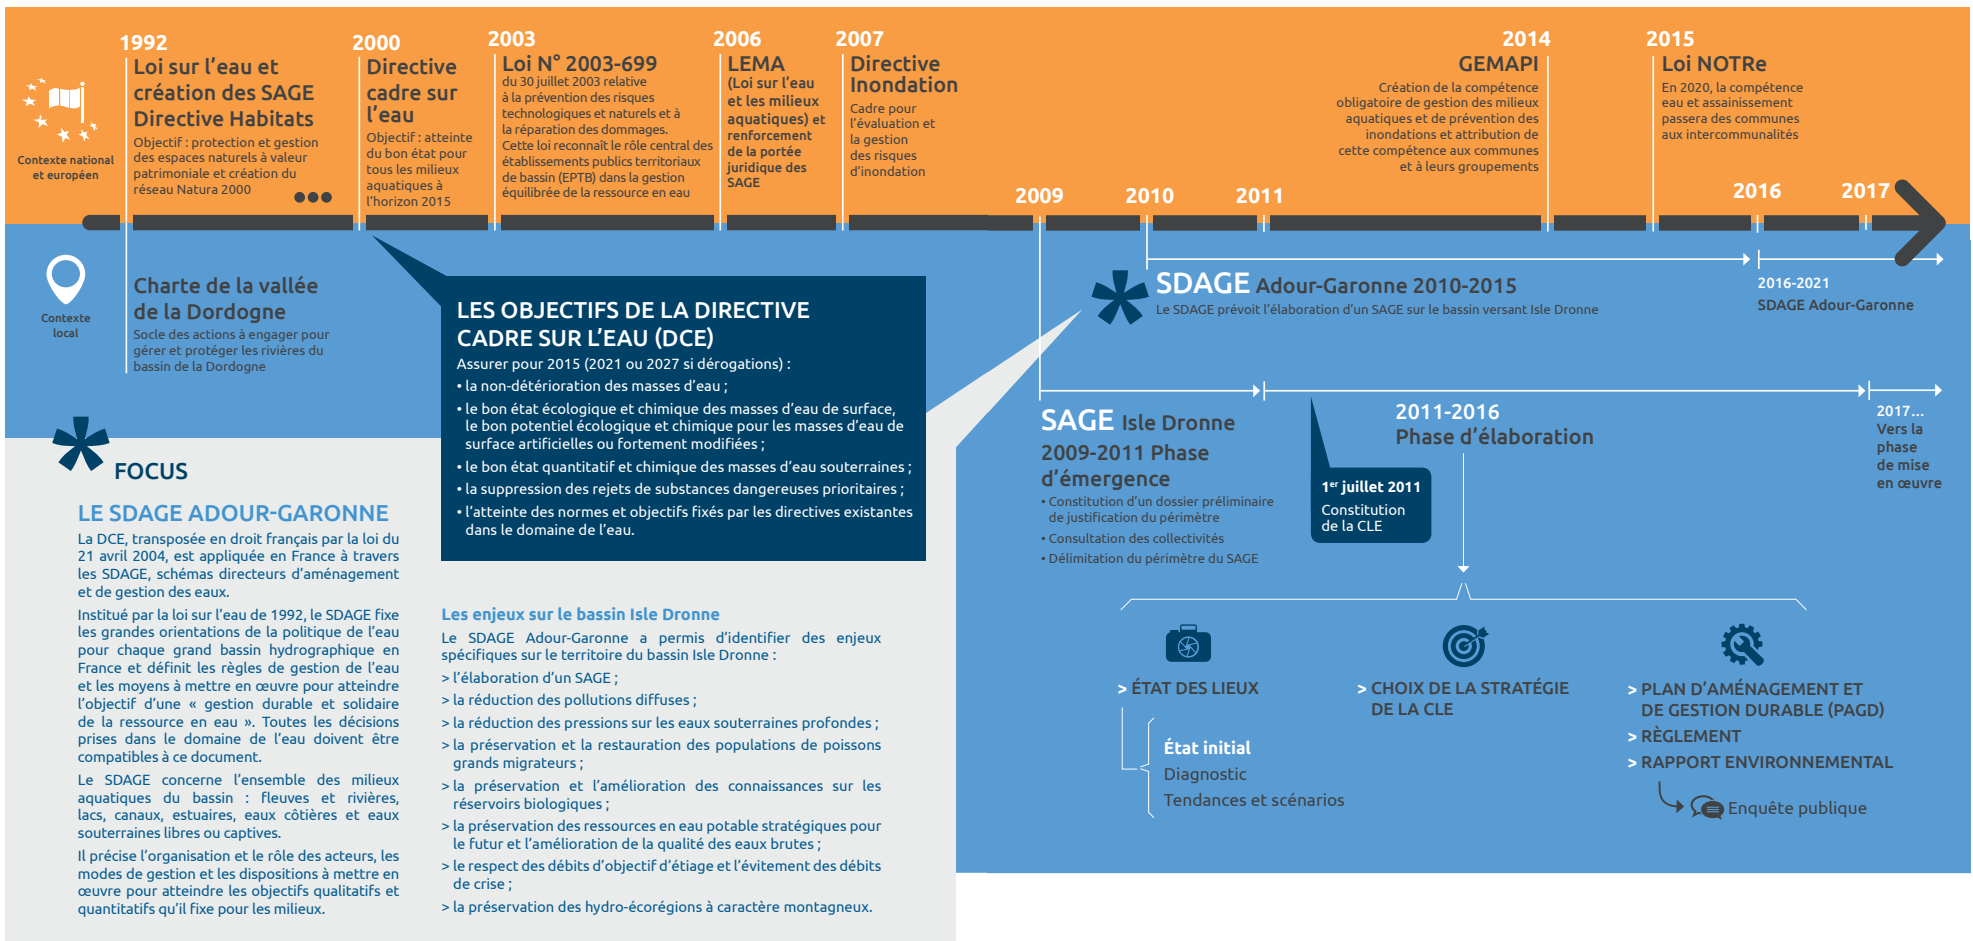 1992
Loi sur l'eau et
création des SAGE
Directive Habitats
Objectif : protection et gestion
des espaces naturels à valeur
patrimoniale et création du
réseau Natura 2000
2000
Directive
cadre sur
l'eau
Objectif : atteinte
du bon état pour
tous les milieux
aquatiques à
l'horizon 2015
2003
Loi N° 2003-699
du 30 juillet 2003 relative
à la prévention des risques
technologiques et naturels et à
la réparation des dommages.
Cette loi reconnaît le rôle central des
établissements publics territoriaux
de bassin (EPTB) dans la gestion
équilibrée de la ressource en eau
2006
LEMA
(Loi sur l'eau
et les milieux
aquatiques) et
renforcement
de la portée
juridique des
SAGE
2007
Directive
Inondation
Cadre pour
l'évaluation et
la gestion
des risques
d'inondation
2009
2010
2011
2014
GEMAPI
Création de la compétence
obligatoire de gestion des milieux
aquatiques et de prévention des
inondations et attribution de
cette compétence aux communes
et à leurs groupements
2015
Loi NOTRe
En 2020, la compétence
eau et assainissement
passera des communes
aux intercommunalités
2016
2017
Contexte national
et européen
Contexte
local
Charte de la vallée
de la Dordogne
Socle des actions à engager pour
gérer et protéger les rivières du
bassin de la Dordogne
LES OBJECTIFS DE LA DIRECTIVE
CADRE SUR L'EAU (DCE)
Assurer pour 2015 (2021 ou 2027 si dérogations) :
• la non-détérioration des masses d'eau ;
• le bon état écologique et chimique des masses d'eau de surface,
le bon potentiel écologique et chimique pour les masses d'eau de
surface artificielles ou fortement modifiées ;
• le bon état quantitatif et chimique des masses d'eau souterraines ;
• la suppression des rejets de substances dangereuses prioritaires ;
• l'atteinte des normes et objectifs fixés par les directives existantes
dans le domaine de l'eau.
* SDAGE Adour-Garonne 2010-2015
Le SDAGE prévoit l'élaboration d'un SAGE sur le bassin versant Isle Dronne
2016-2021
SDAGE Adour-Garonne
SAGE Isle Dronne
2009-2011 Phase
d'émergence
• Constitution d'un dossier préliminaire
de justification du périmètre
• Consultation des collectivités
• Délimitation du périmètre du SAGE
1er juillet 2011
Constitution
de la CLE
2011-2016
Phase d'élaboration
2017...
Vers la
phase
de mise
en œuvre
> ÉTAT DES LIEUX
État initial
Diagnostic
Tendances et scénarios
> CHOIX DE LA STRATÉGIE
DE LA CLE
> PLAN D'AMÉNAGEMENT ET
DE GESTION DURABLE (PAGD)
> RÈGLEMENT
> RAPPORT ENVIRONNEMENTAL
Enquête publique
* FOCUS
LE SDAGE ADOUR-GARONNE
La DCE, transposée en droit français par la loi du
21 avril 2004, est appliquée en France à travers
les SDAGE, schémas directeurs d'aménagement
et de gestion des eaux.
Institué par la loi sur l'eau de 1992, le SDAGE fixe
les grandes orientations de la politique de l'eau
pour chaque grand bassin hydrographique en
France et définit les règles de gestion de l'eau
et les moyens à mettre en œuvre pour atteindre
l'objectif d'une « gestion durable et solidaire
de la ressource en eau ». Toutes les décisions
prises dans le domaine de l'eau doivent être
compatibles à ce document.
Le SDAGE concerne l'ensemble des milieux
aquatiques du bassin : fleuves et rivières,
lacs, canaux, estuaires, eaux côtières et eaux
souterraines libres ou captives.
Il précise l'organisation et le rôle des acteurs, les
modes de gestion et les dispositions à mettre en
œuvre pour atteindre les objectifs qualitatifs et
quantitatifs qu'il fixe pour les milieux.
Les enjeux sur le bassin Isle Dronne
Le SDAGE Adour-Garonne a permis d'identifier des enjeux
spécifiques sur le territoire du bassin Isle Dronne :
> l'élaboration d'un SAGE ;
> la réduction des pollutions diffuses ;
> la réduction des pressions sur les eaux souterraines profondes ;
> la préservation et la restauration des populations de poissons
grands migrateurs ;
> la préservation et l'amélioration des connaissances sur les
réservoirs biologiques ;
> la préservation des ressources en eau potable stratégiques pour
le futur et l'amélioration de la qualité des eaux brutes ;
> le respect des débits d'objectif d'étiage et l'évitement des débits
de crise ;
> la préservation des hydro-écorégions à caractère montagneux.